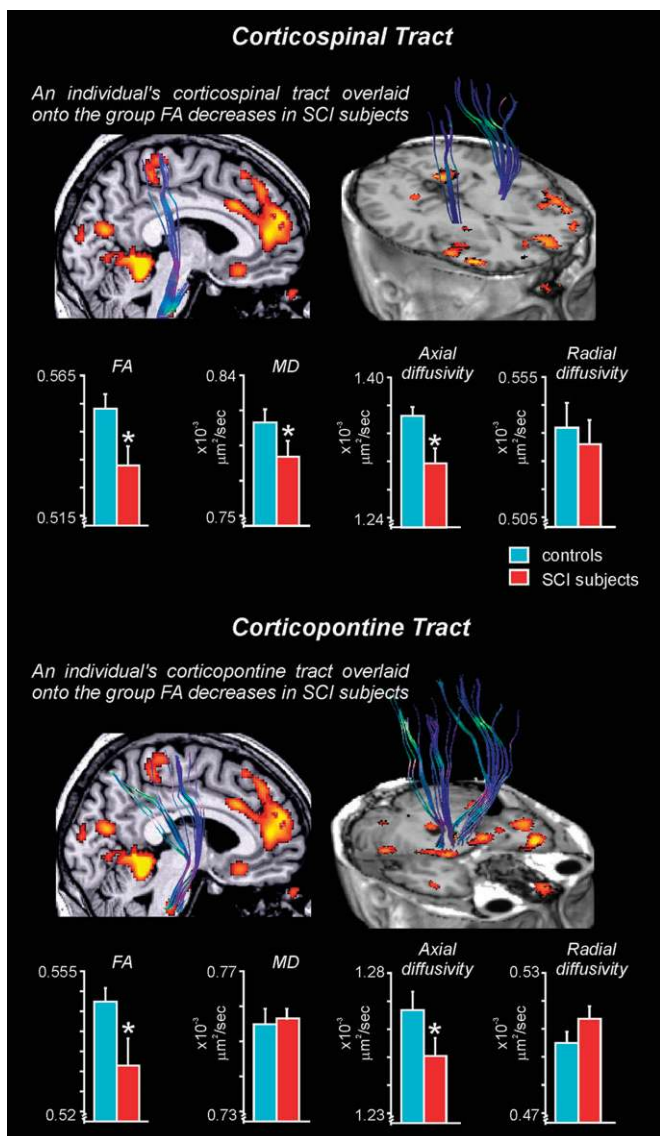 Corticospinal Tract
An individual's corticospinal tract overlaid
onto the group FA decreases in SCI subjects
FA
MD
Axial
diffusivity
Radial
diffusivity
0.565
0.515
*
0.84
x10⁻³
μm²/sec
0.75
*
1.40
x10⁻³
μm²/sec
1.24
*
0.555
x10⁻³
μm²/sec
0.505
controls
SCI subjects
Corticopontine Tract
An individual's corticopontine tract overlaid
onto the group FA decreases in SCI subjects
FA
MD
Axial
diffusivity
Radial
diffusivity
0.555
0.52
*
0.77
x10⁻³
μm²/sec
0.73
1.28
x10⁻³
μm²/sec
1.23
*
0.53
x10⁻³
μm²/sec
0.47